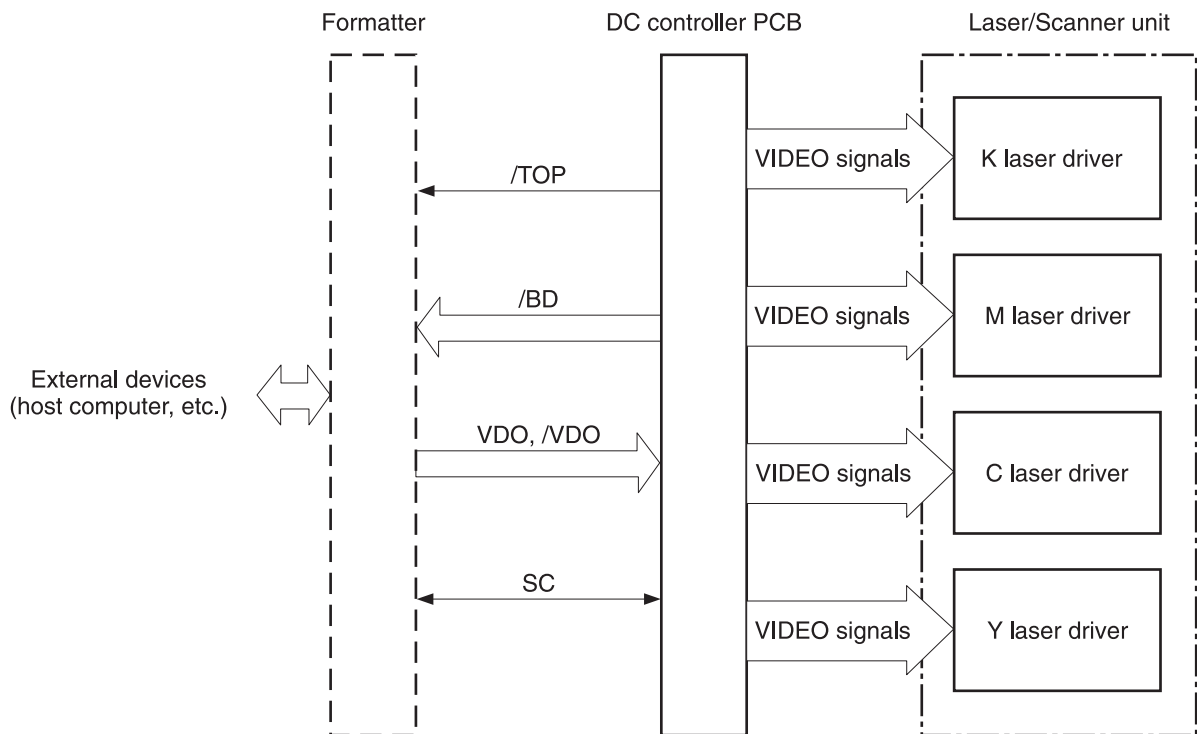 Formatter
DC controller PCB
Laser/Scanner unit
VIDEO signals
K laser driver
/TOP
/BD
VIDEO signals
M laser driver
External devices
(host computer, etc.)
VDO, /VDO
VIDEO signals
C laser driver
SC
VIDEO signals
Y laser driver